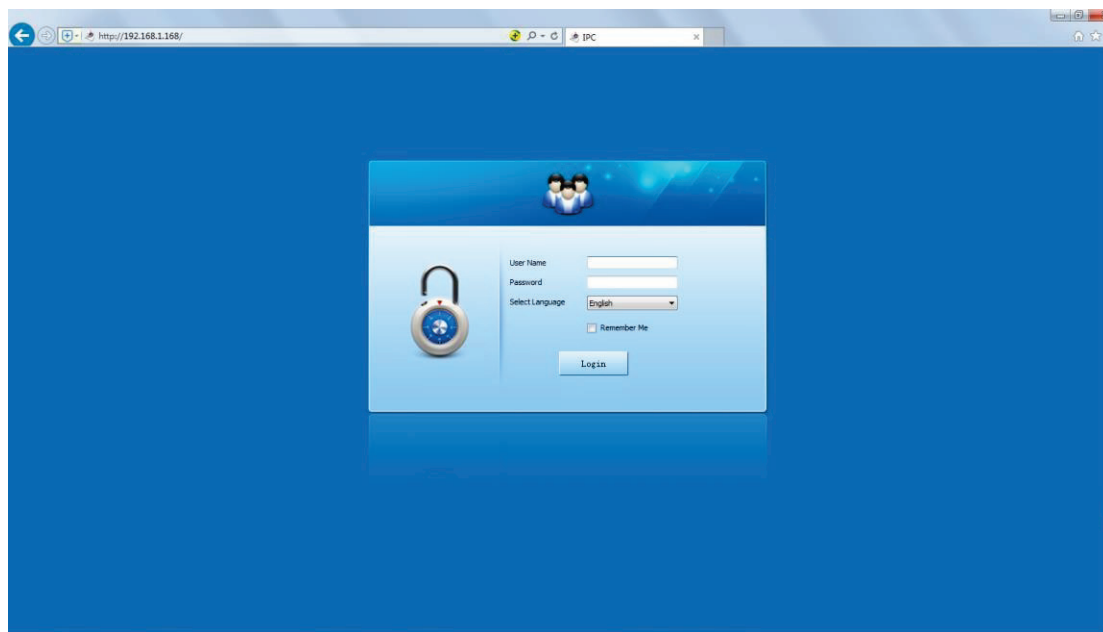 http://192.168.1.168/
IPC
User Name
Password
Select Language
English
Remember Me
Login